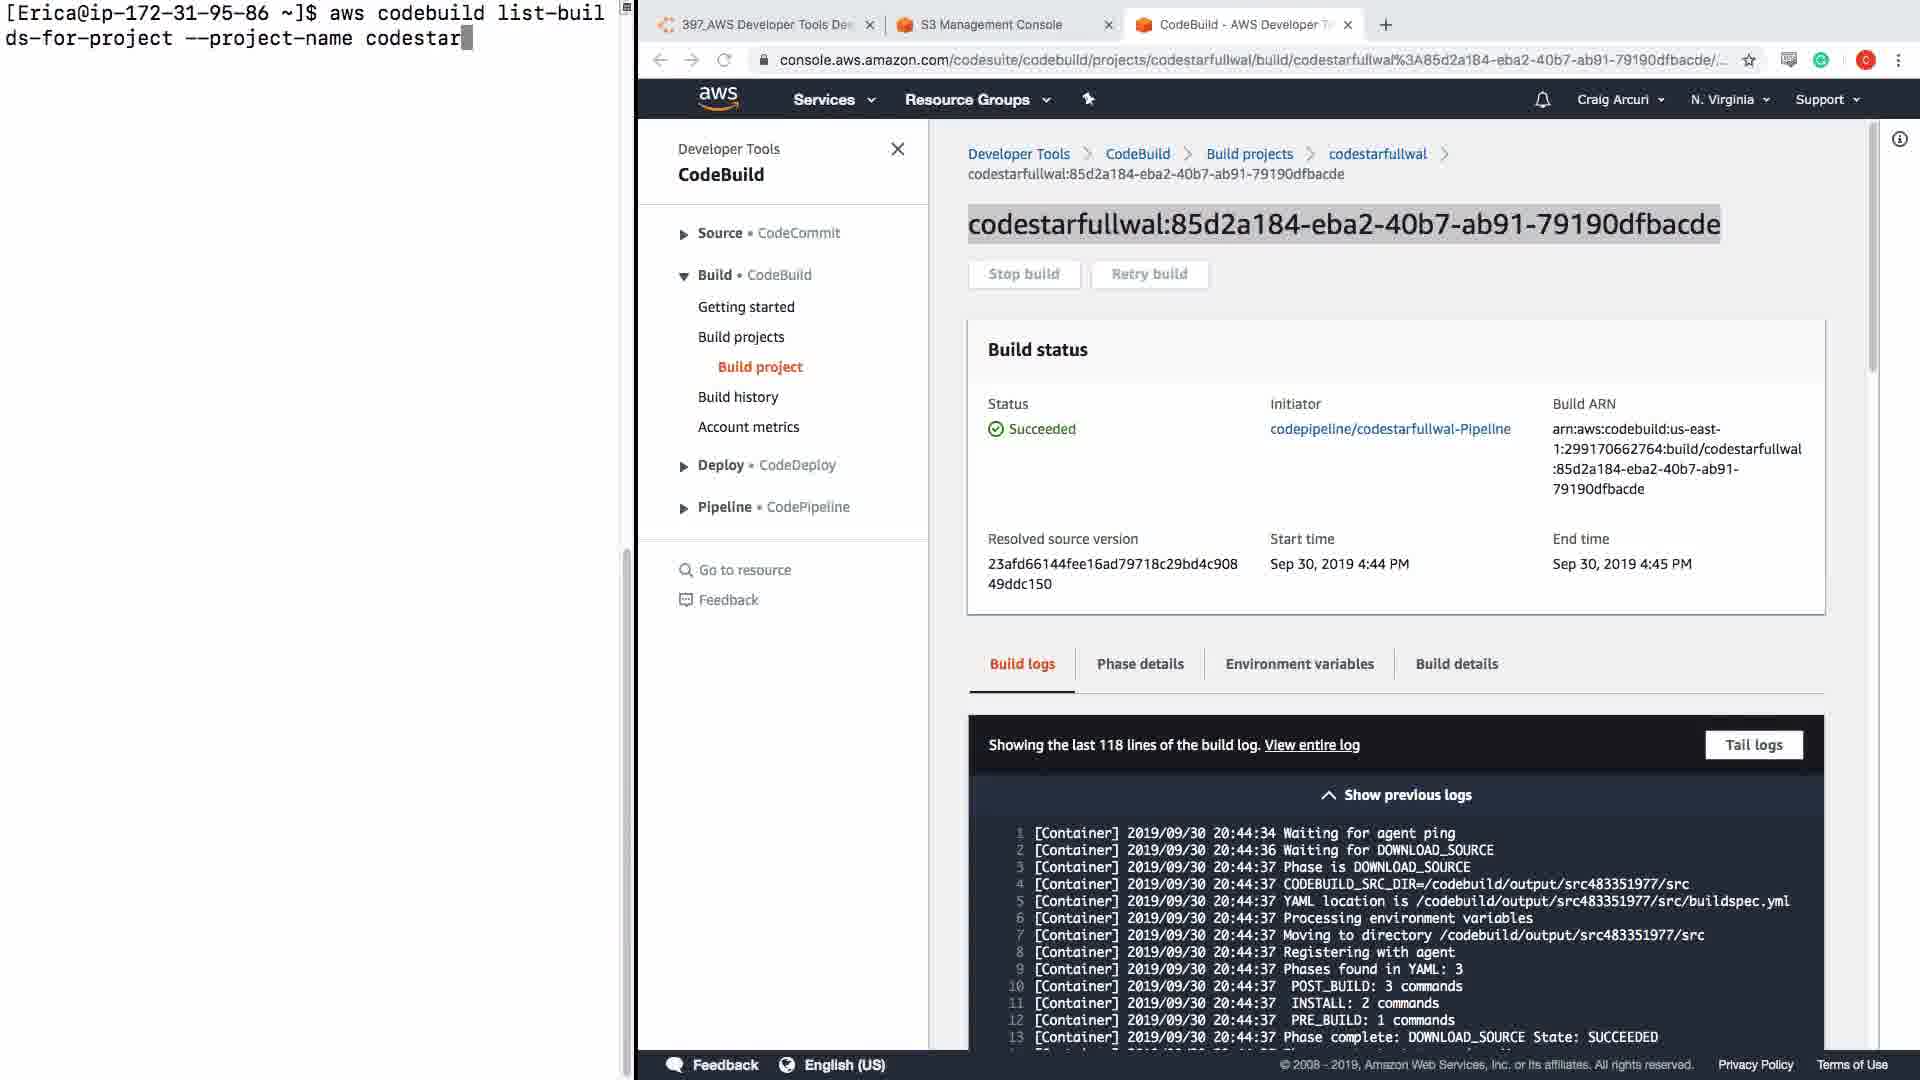 [Erica@ip-172-31-95-86 ~]$ aws codebuild list-buil
ds-for-project --project-name codestar
397_AWS Developer Tools De
S3 Management Console
CodeBuild - AWS Developer T
console.aws.amazon.com/codesuite/codebuild/projects/codestarfullwal/build/codestarfullwal%3A85d2a184-eba2-40b7-ab91-79190dfbacde/...
C
aws
Services
Resource Groups
Craig Arcuri
N. Virginia
Support
Developer Tools
CodeBuild
Source • CodeCommit
Build • CodeBuild
Getting started
Build projects
Build project
Build history
Account metrics
Deploy • CodeDeploy
Pipeline • CodePipeline
Go to resource
Feedback
Developer Tools
CodeBuild
Build projects
codestarfullwal
codestarfullwal:85d2a184-eba2-40b7-ab91-79190dfbacde
codestarfullwal:85d2a184-eba2-40b7-ab91-79190dfbacde
Stop build
Retry build
Build status
Status
Succeeded
Initiator
codepipeline/codestarfullwal-Pipeline
Build ARN
arn:aws:codebuild:us-east-
1:299170662764:build/codestarfullwal
:85d2a184-eba2-40b7-ab91-
79190dfbacde
Resolved source version
23afd66144fee16ad79718c29bd4c908
49ddc150
Start time
Sep 30, 2019 4:44 PM
End time
Sep 30, 2019 4:45 PM
Build logs
Phase details
Environment variables
Build details
Showing the last 118 lines of the build log. View entire log
Tail logs
Show previous logs
1 [Container] 2019/09/30 20:44:34 Waiting for agent ping
2 [Container] 2019/09/30 20:44:36 Waiting for DOWNLOAD_SOURCE
3 [Container] 2019/09/30 20:44:37 Phase is DOWNLOAD_SOURCE
4 [Container] 2019/09/30 20:44:37 CODEBUILD_SRC_DIR=/codebuild/output/src483351977/src
5 [Container] 2019/09/30 20:44:37 YAML location is /codebuild/output/src483351977/src/buildspec.yml
6 [Container] 2019/09/30 20:44:37 Processing environment variables
7 [Container] 2019/09/30 20:44:37 Moving to directory /codebuild/output/src483351977/src
8 [Container] 2019/09/30 20:44:37 Registering with agent
9 [Container] 2019/09/30 20:44:37 Phases found in YAML: 3
10 [Container] 2019/09/30 20:44:37 POST_BUILD: 3 commands
11 [Container] 2019/09/30 20:44:37 INSTALL: 2 commands
12 [Container] 2019/09/30 20:44:37 PRE_BUILD: 1 commands
13 [Container] 2019/09/30 20:44:37 Phase complete: DOWNLOAD_SOURCE State: SUCCEEDED
Feedback
English (US)
© 2008 - 2019, Amazon Web Services, Inc. or its affiliates. All rights reserved.
Privacy Policy
Terms of Use